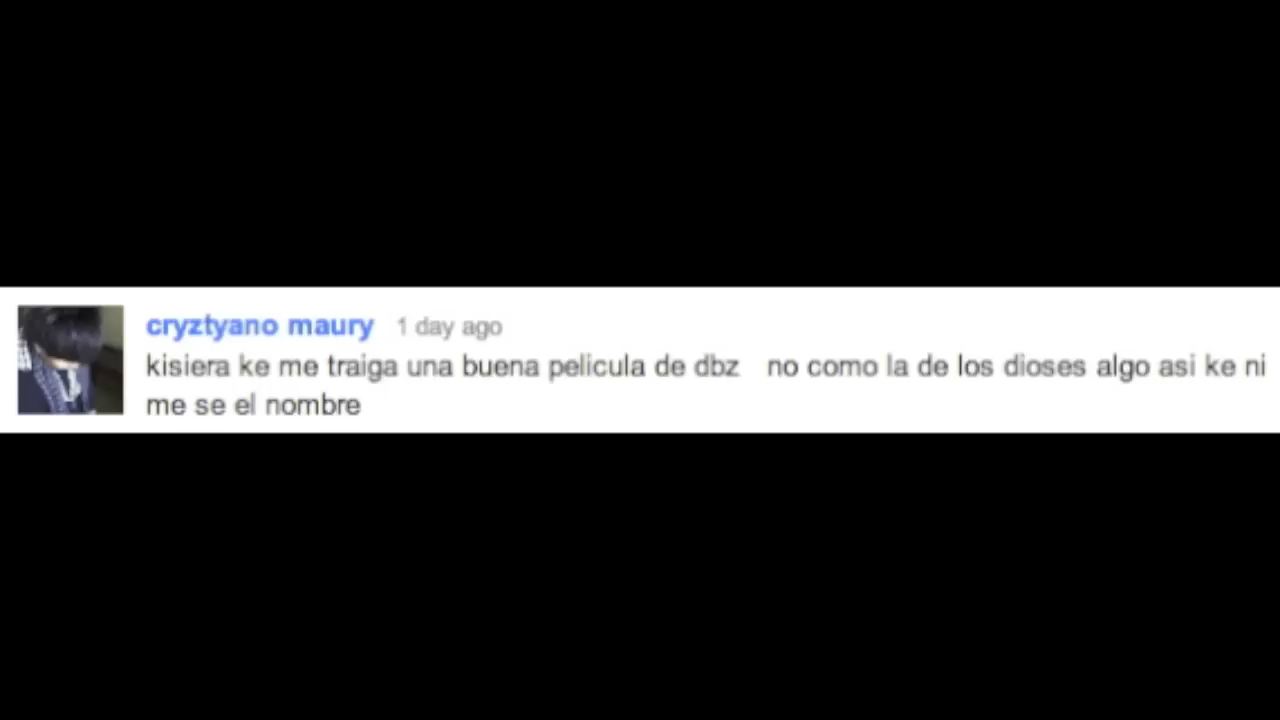 cryztyano maury 1 day ago
kisiera ke me traiga una buena pelicula de dbz no como la de los dioses algo asi ke ni
me se el nombre